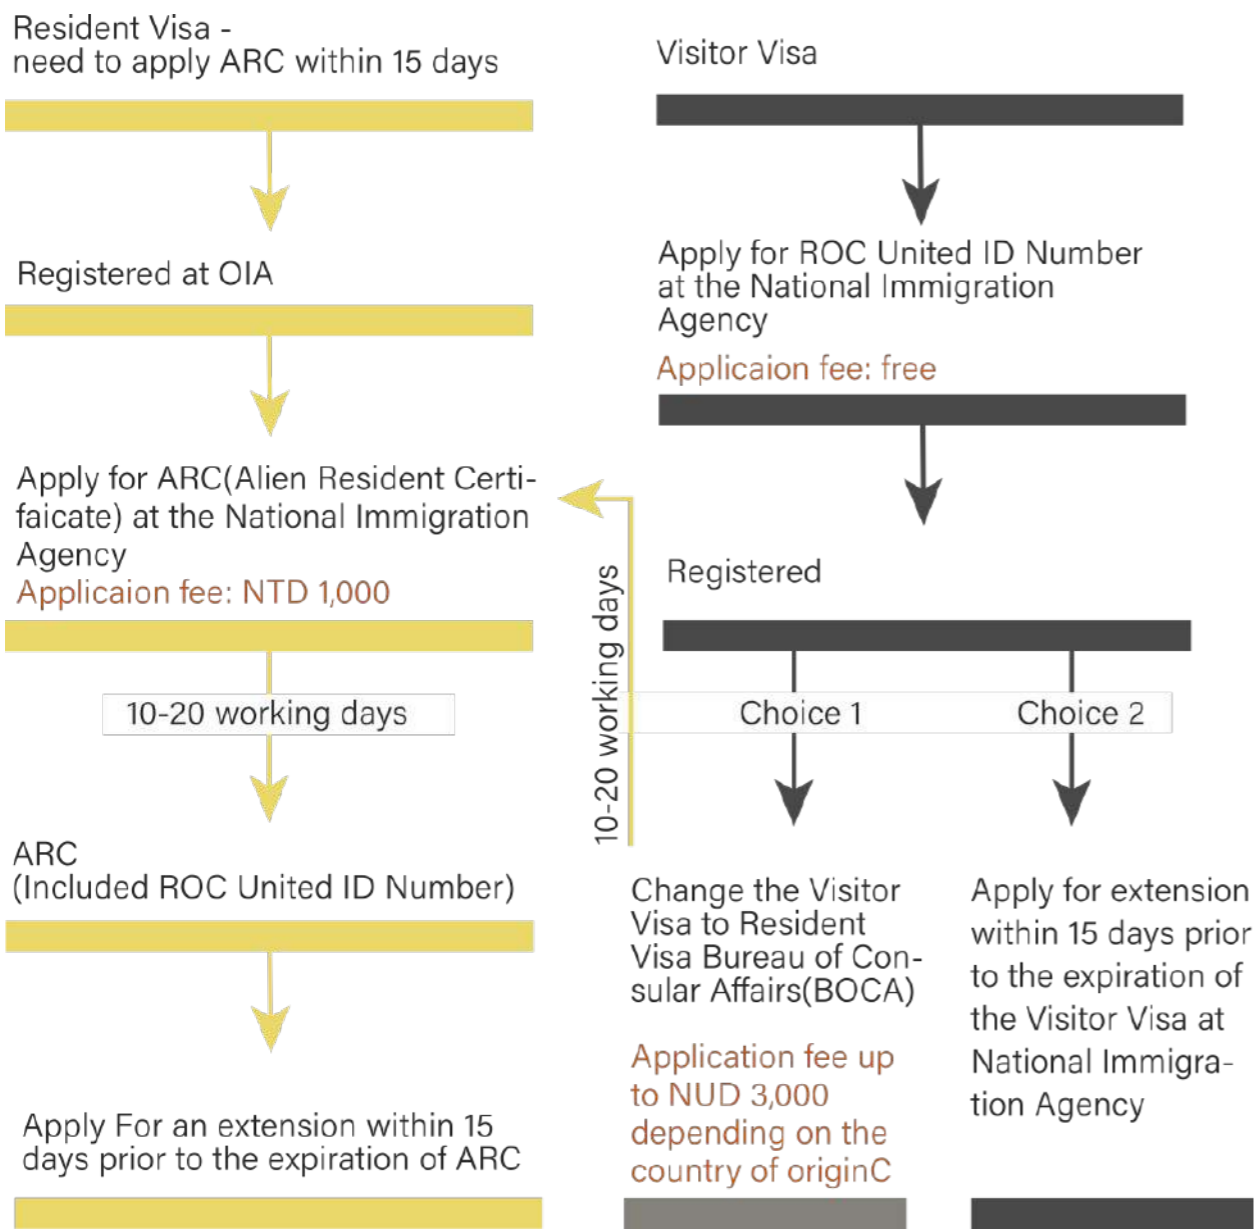 Resident Visa -
need to apply ARC within 15 days
Registered at OIA
Apply for ARC(Alien Resident Certi-
faicate) at the National Immigration
Agency
Applicaion fee: NTD 1,000
10-20 working days
ARC
(Included ROC United ID Number)
Apply For an extension within 15
days prior to the expiration of ARC
Visitor Visa
Apply for ROC United ID Number
at the National Immigration
Agency
Applicaion fee: free
Registered
Choice 1
Choice 2
10-20 working days
Change the Visitor
Visa to Resident
Visa Bureau of Con-
sular Affairs(BOCA)
Application fee up
to NUD 3,000
depending on the
country of originC
Apply for extension
within 15 days prior
to the expiration of
the Visitor Visa at
National Immigra-
tion Agency